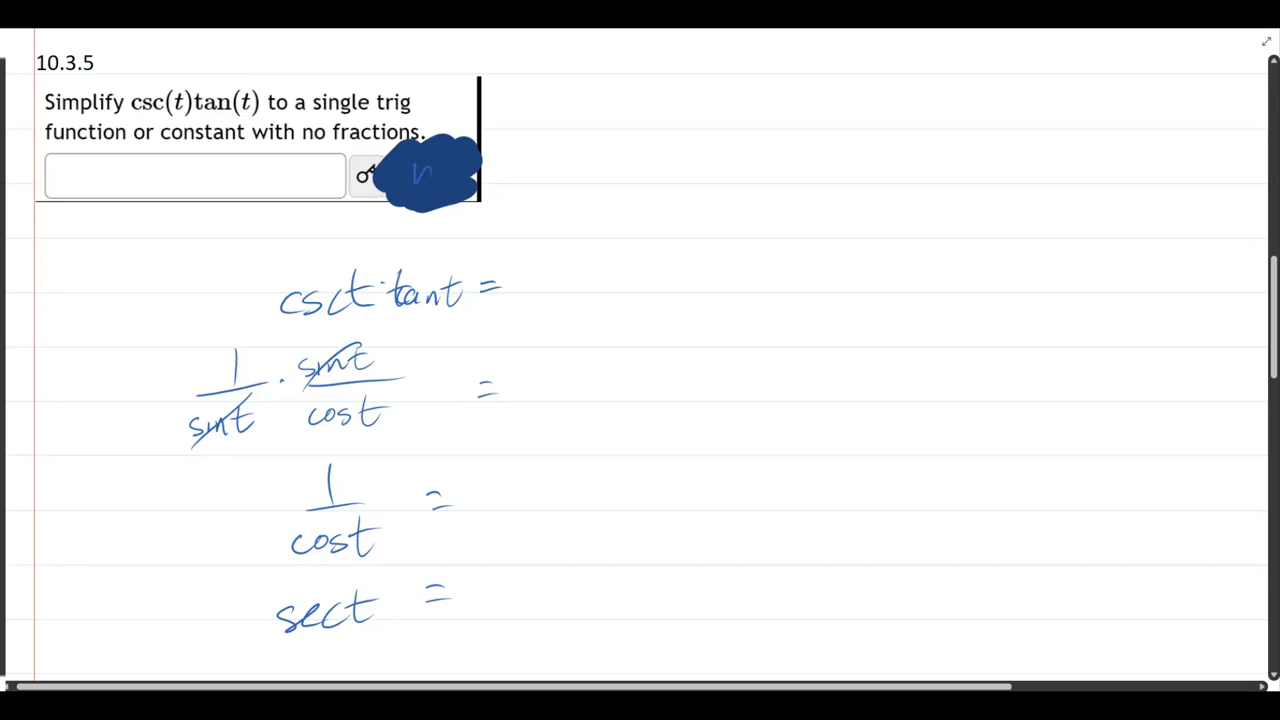 10.3.5
Simplify csc(t)tan(t) to a single trig
function or constant with no fractions.
csct·tant =
1/sint · sint/cost =
1/cost =
sect =